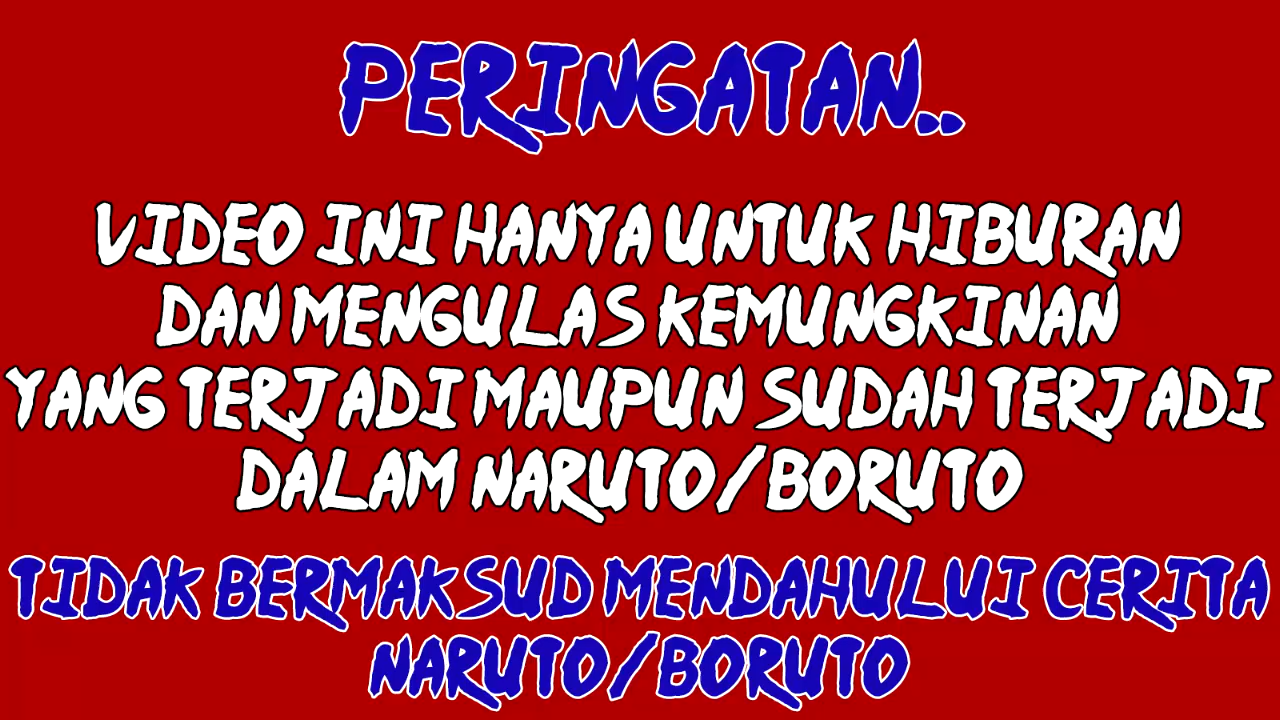 PERINGATAN..
VIDEO INI HANYA UNTUK HIBURAN
DAN MENGULAS KEMUNGKINAN
YANG TERJADI MAUPUN SUDAH TERJADI
DALAM NARUTO/BORUTO
TIDAK BERMAKSUD MENDAHULUI CERITA
NARUTO/BORUTO